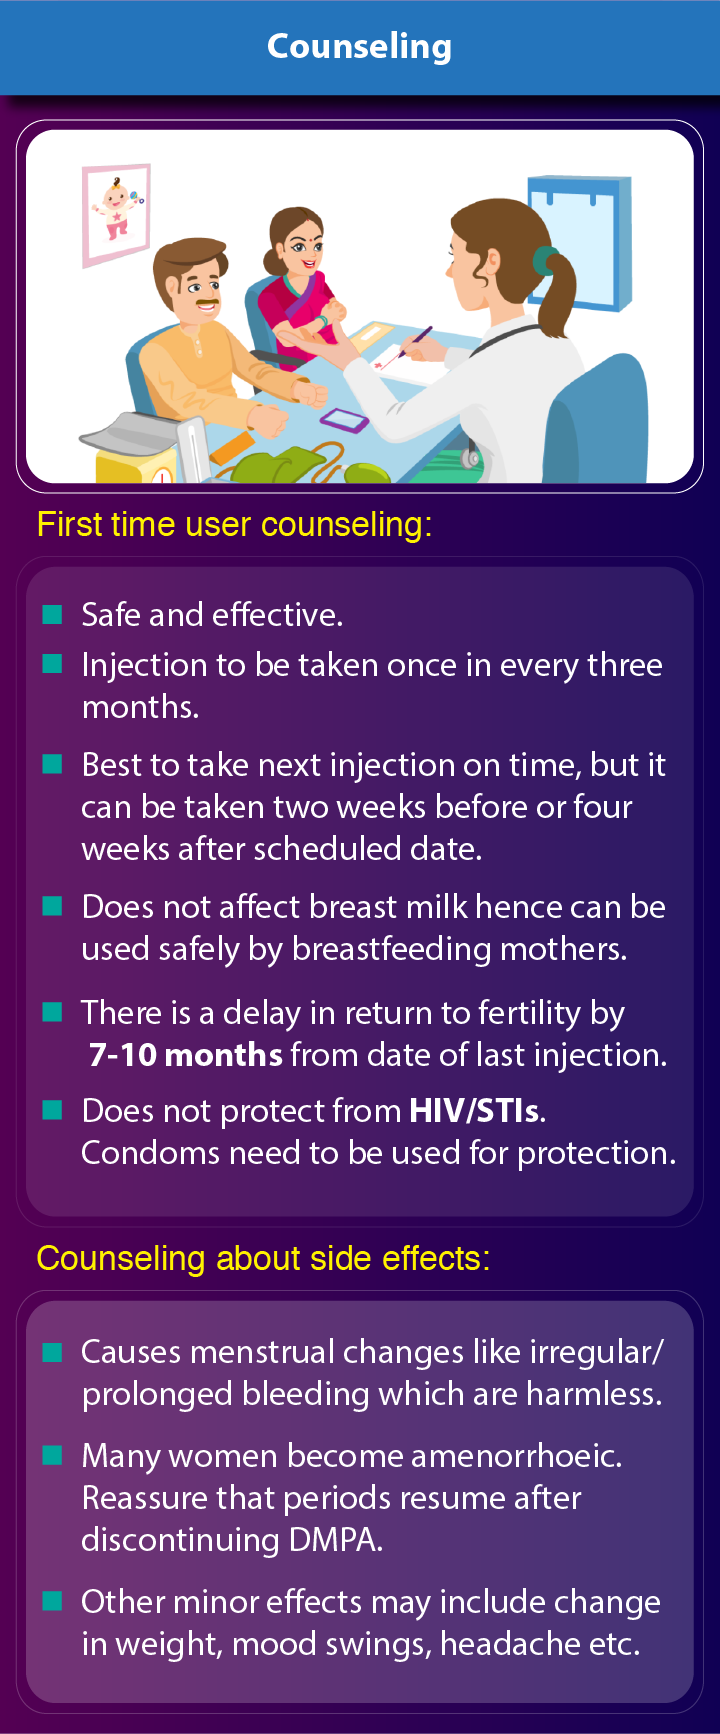 Counseling
First time user counseling:
Safe and effective.
Injection to be taken once in every three
months.
Best to take next injection on time, but it
can be taken two weeks before or four
weeks after scheduled date.
Does not affect breast milk hence can be
used safely by breastfeeding mothers.
There is a delay in return to fertility by
7-10 months from date of last injection.
Does not protect from HIV/STIs.
Condoms need to be used for protection.
Counseling about side effects:
Causes menstrual changes like irregular/
prolonged bleeding which are harmless.
Many women become amenorrhoeic.
Reassure that periods resume after
discontinuing DMPA.
Other minor effects may include change
in weight, mood swings, headache etc.